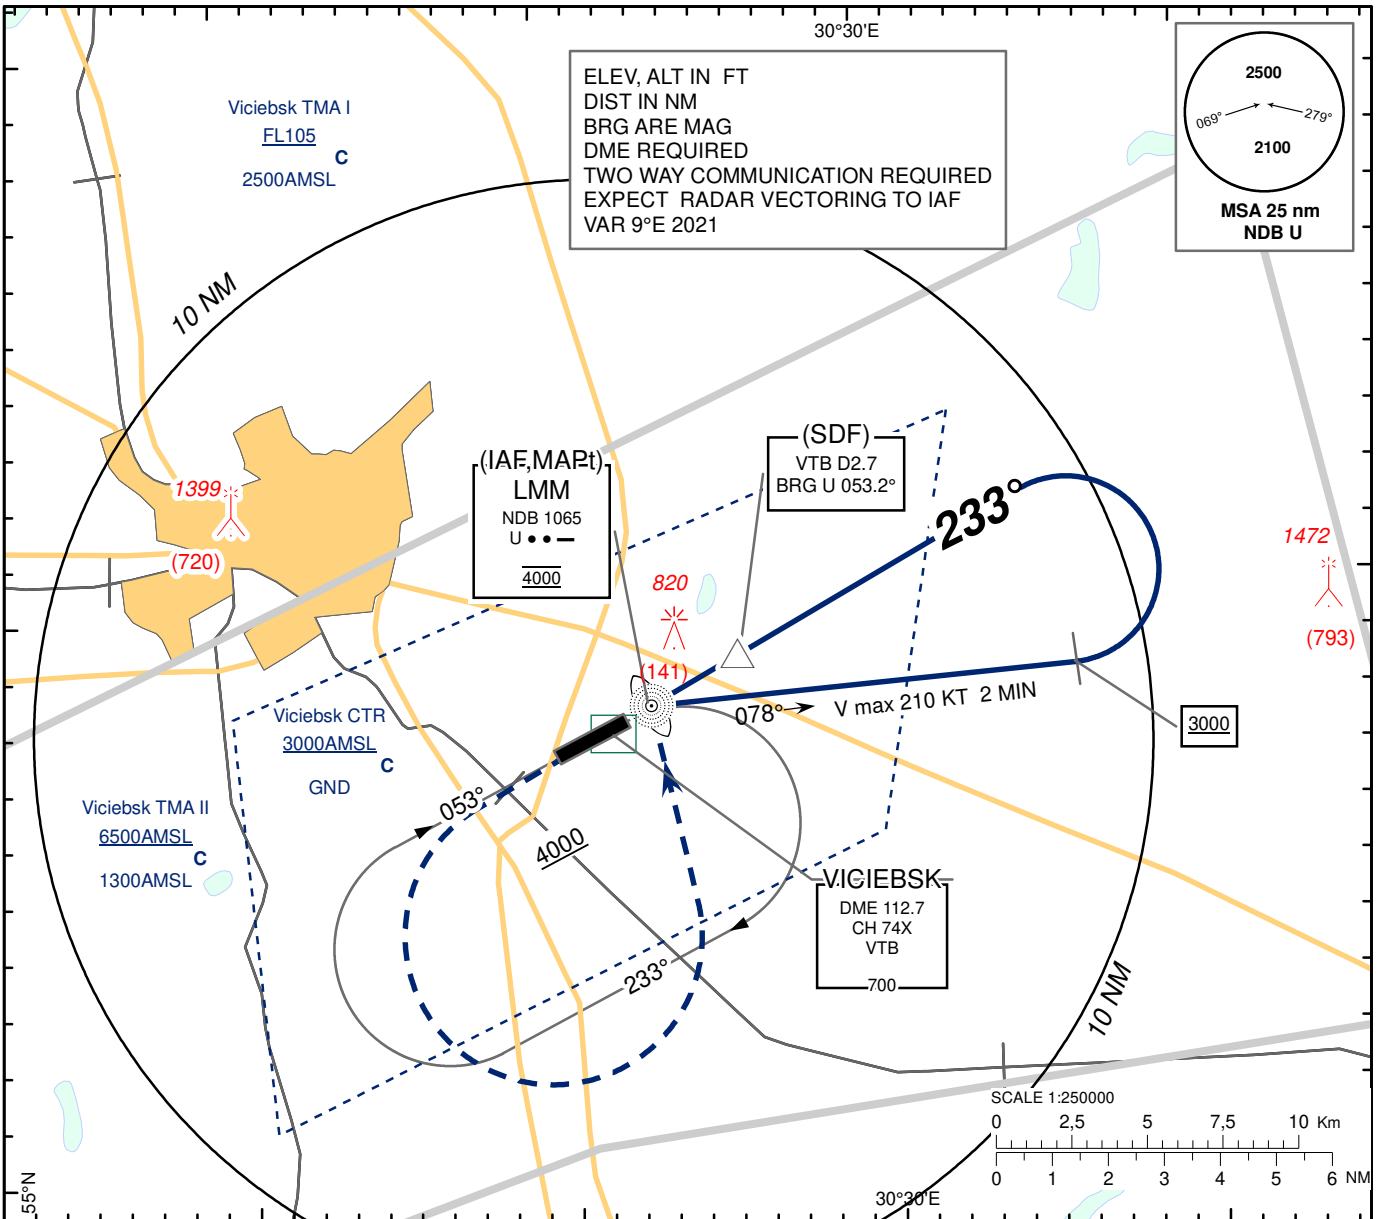 30°30'E
ELEV, ALT IN FT
DIST IN NM
BRG ARE MAG
DME REQUIRED
TWO WAY COMMUNICATION REQUIRED
EXPECT RADAR VECTORING TO IAF
VAR 9°E 2021
2500
069°
279°
2100
MSA 25 nm
NDB U
Viciebsk TMA I
FL105
C
2500AMSL
10 NM
(IAF,MAPt)
LMM
NDB 1065
U
4000
(SDF)
VTB D2.7
BRG U 053.2°
233°
1399
(720)
820
(141)
1472
(793)
078°
V max 210 KT 2 MIN
3000
Viciebsk CTR
3000AMSL
C
GND
Viciebsk TMA II
6500AMSL
C
1300AMSL
053°
4000
VICIEBSK
DME 112.7
CH 74X
VTB
700
233°
10 NM
SCALE 1:250000
0 2,5 5 7,5 10 Km
0 1 2 3 4 5 6 NM
55°N
30°30'E